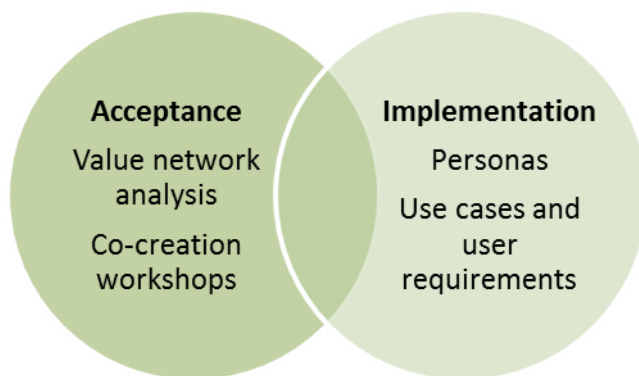 Acceptance
Value network
analysis
Co-creation
workshops
Implementation
Personas
Use cases and
user
requirements